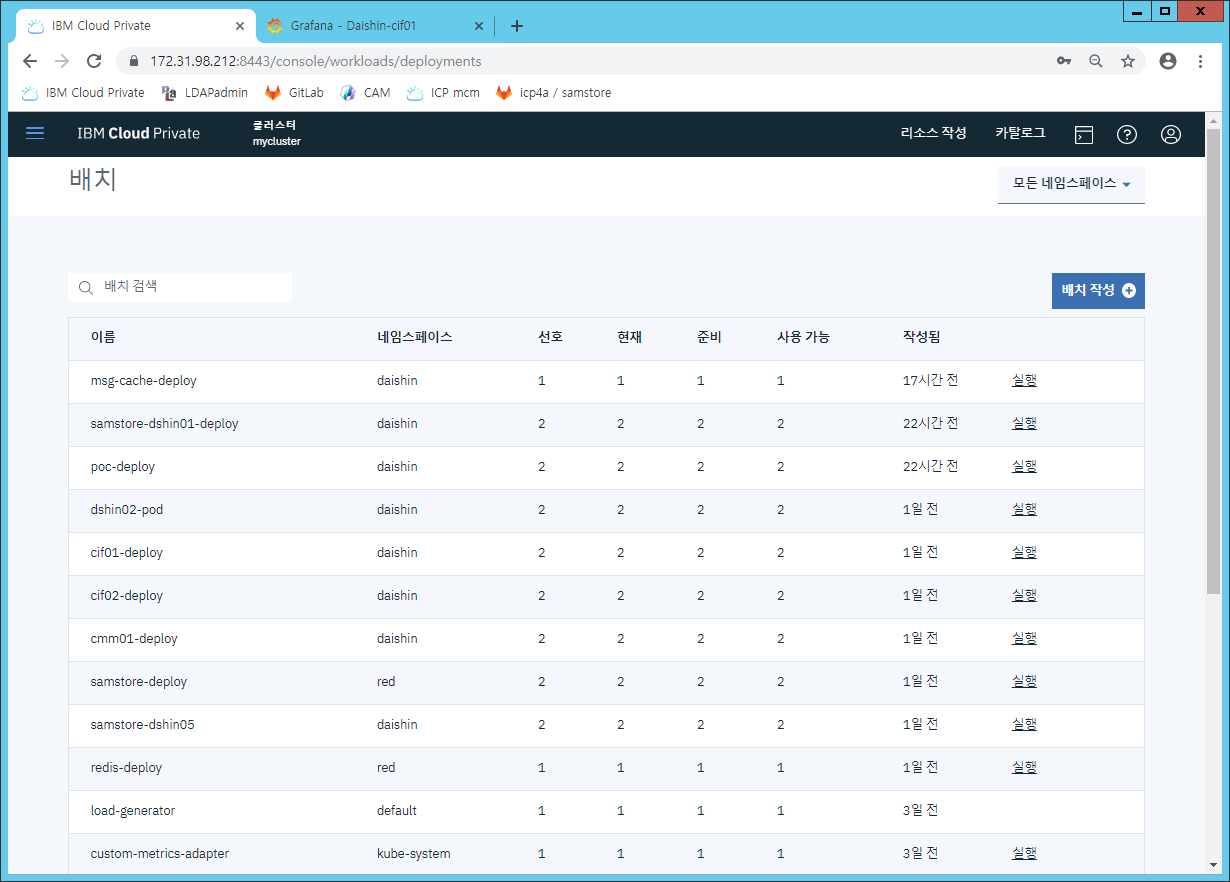 IBM Cloud Private
Grafana - Daishin-cif01
172.31.98.212:8443/console/workloads/deployments
IBM Cloud Private LDAPadmin GitLab CAM ICP mcm icp4a / samstore
IBM Cloud Private 클러스터 리소스 작성 카탈로그
mycluster
배치 모든 네임스페이스
배치 검색 배치 작성
이름 네임스페이스 선호 현재 준비 사용 가능 작성됨
msg-cache-deploy daishin 1 1 1 1 17시간 전 실행
samstore-dshin01-deploy daishin 2 2 2 2 22시간 전 실행
poc-deploy daishin 2 2 2 2 22시간 전 실행
dshin02-pod daishin 2 2 2 2 1일 전 실행
cif01-deploy daishin 2 2 2 2 1일 전 실행
cif02-deploy daishin 2 2 2 2 1일 전 실행
cmm01-deploy daishin 2 2 2 2 1일 전 실행
samstore-deploy red 2 2 2 2 1일 전 실행
samstore-dshin05 daishin 2 2 2 2 1일 전 실행
redis-deploy red 1 1 1 1 1일 전 실행
load-generator default 1 1 1 1 3일 전
custom-metrics-adapter kube-system 1 1 1 1 3일 전 실행